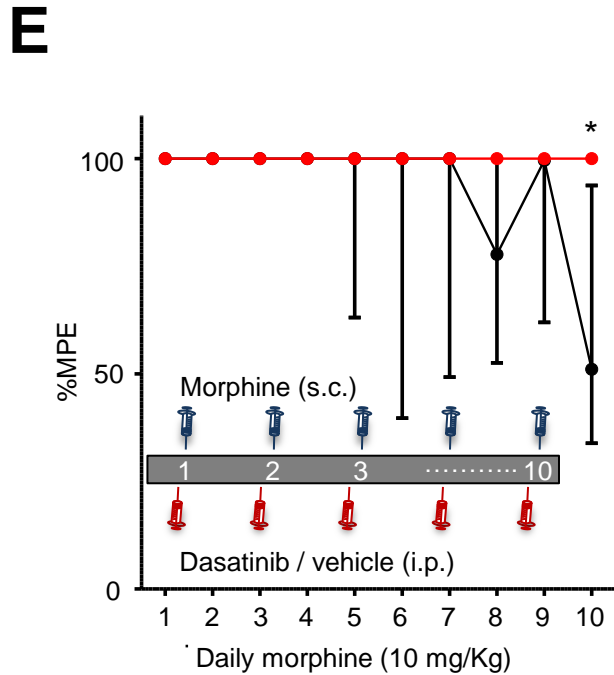 E
*
100
%MPE
50
Morphine (s.c.)
1 2 3 ··········· 10
Dasatinib / vehicle (i.p.)
0
1 2 3 4 5 6 7 8 9 10
Daily morphine (10 mg/Kg)